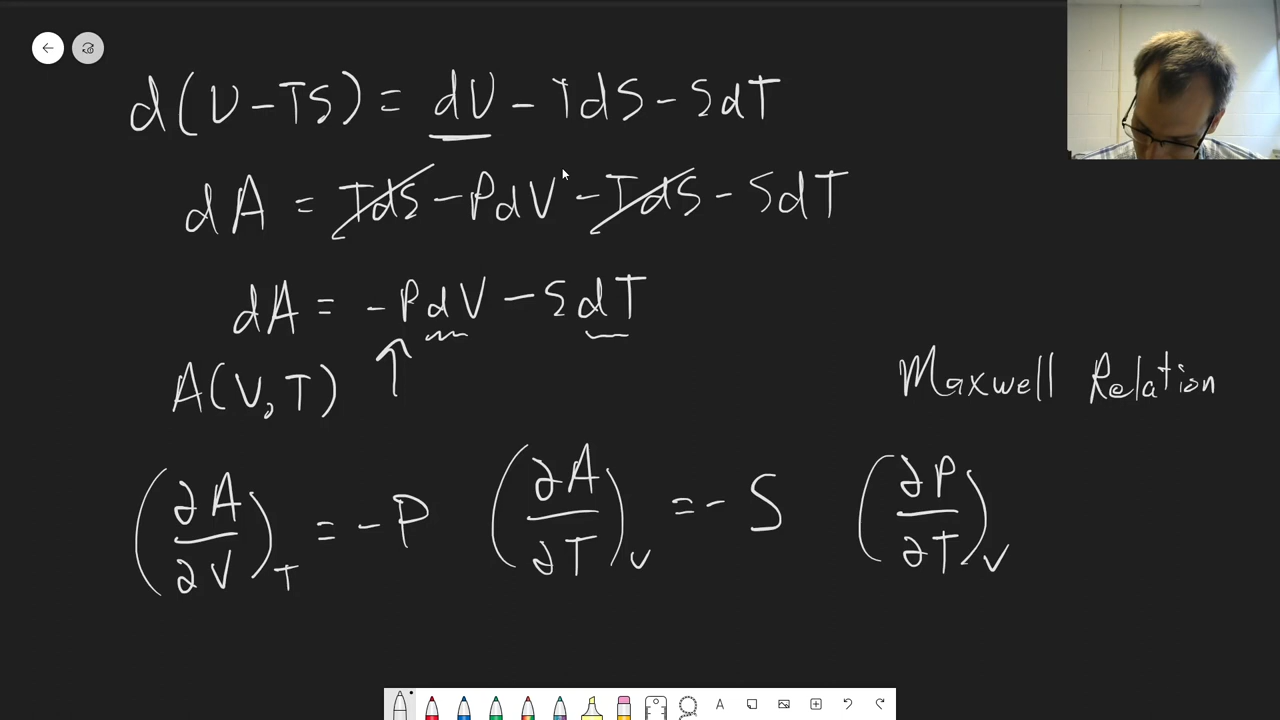 d(U-TS) = dU - TdS - SdT
dA = TdS - PdV - TdS - SdT
dA = -PdV - SdT
A(V,T)
Maxwell Relation
(∂A/∂V)_T = -P (∂A/∂T)_V = -S (∂P/∂T)_V
A